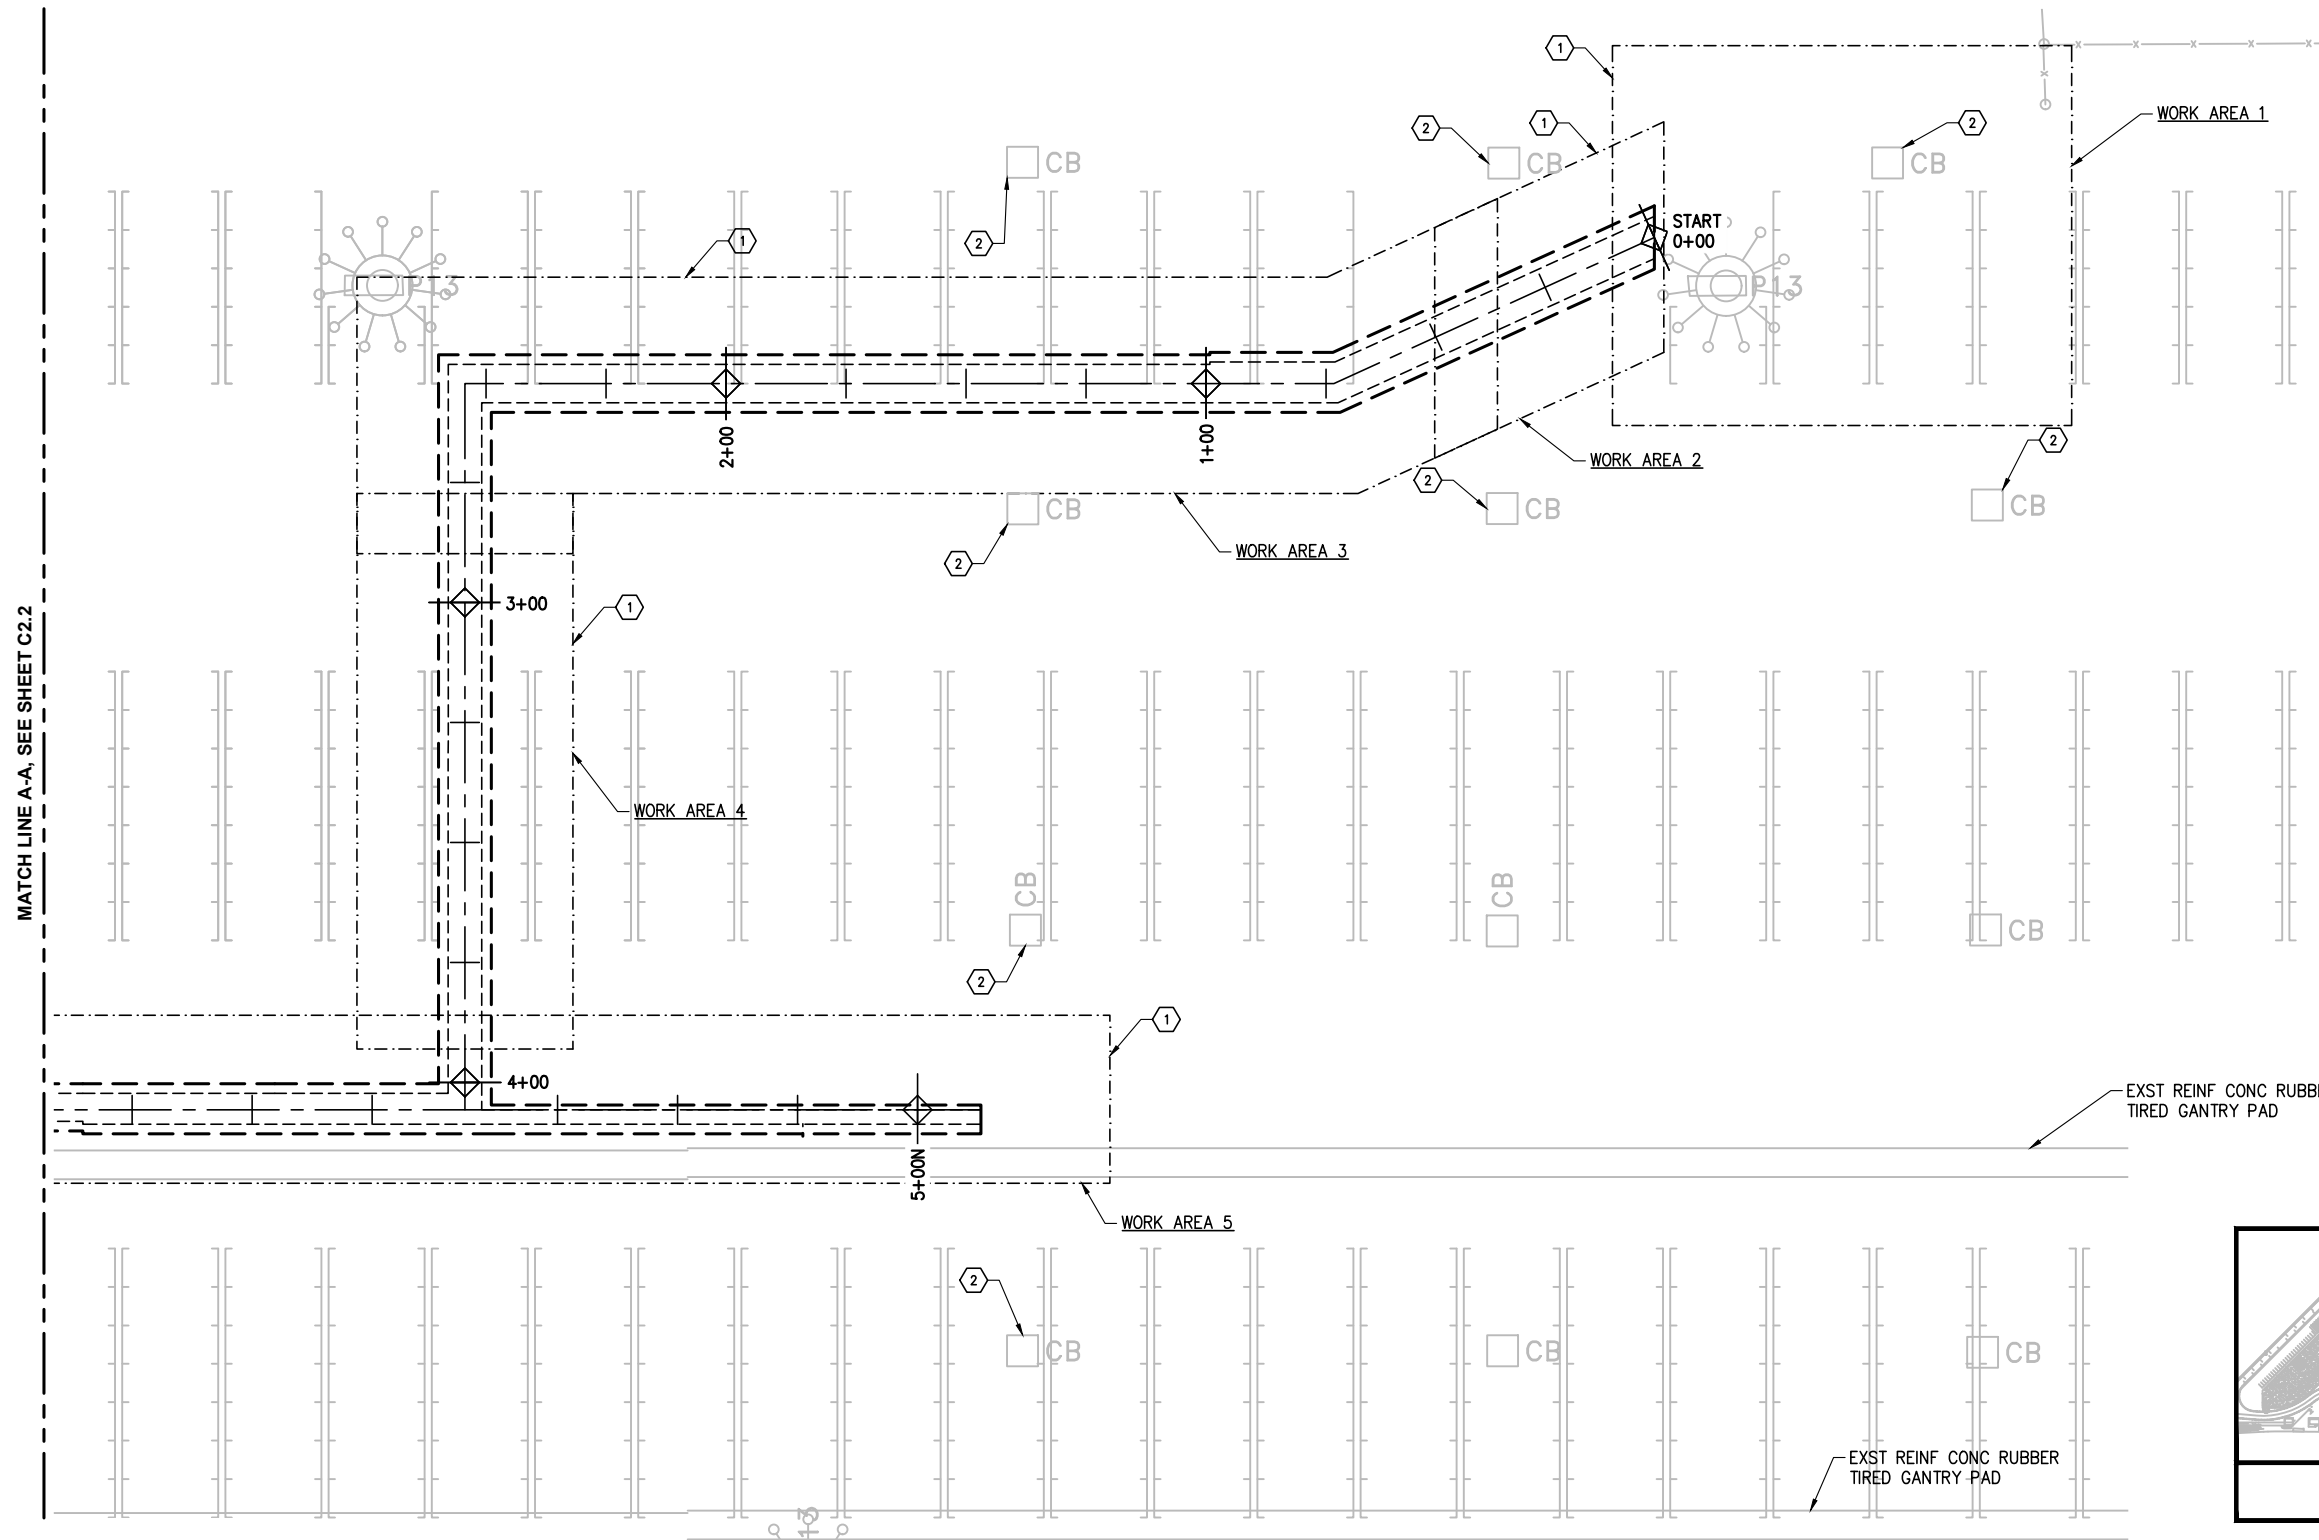 1
WORK AREA 1
2
1
2
2
CB
CB
CB
START
0+00
1
2
P13
P13
2+00
1+00
2
WORK AREA 2
2
CB
CB
CB
WORK AREA 3
2
3+00
1
MATCH LINE A-A, SEE SHEET C2.2
WORK AREA 4
CB
CB
CB
2
1
4+00
EXST REINF CONC RUBBE
TIRED GANTRY PAD
5+00N
WORK AREA 5
2
CB
CB
CB
EXST REINF CONC RUBBER
TIRED GANTRY PAD